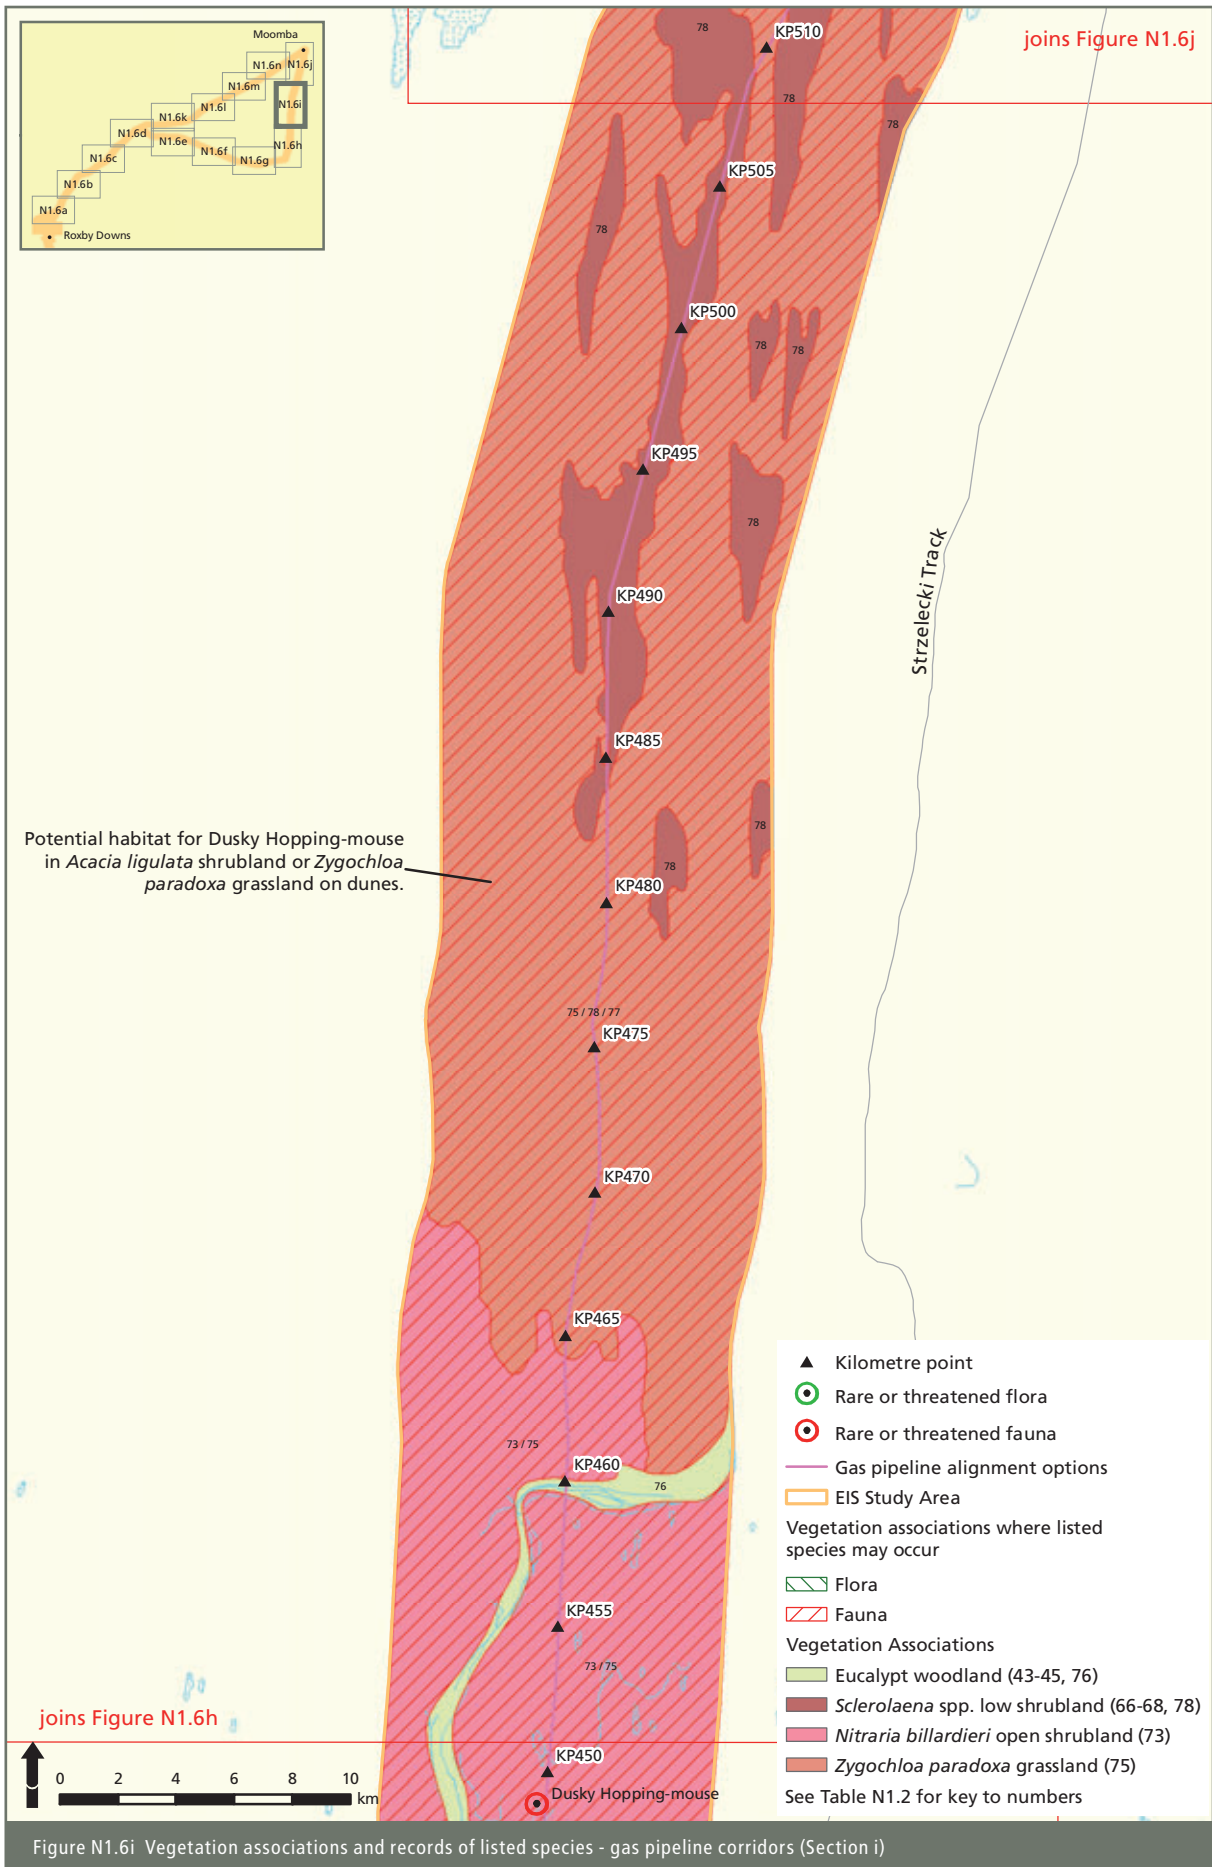 Moomba
N1.6n
N1.6j
N1.6m
N1.6i
N1.6l
N1.6k
N1.6d
N1.6e
N1.6f
N1.6h
N1.6c
N1.6g
N1.6b
N1.6a
Roxby Downs
joins Figure N1.6j
78
KP510
78
78
KP505
78
KP500
78
78
KP495
78
Strzelecki Track
KP490
KP485
78
Potential habitat for Dusky Hopping-mouse
in Acacia ligulata shrubland or Zygochloa
paradoxa grassland on dunes.
78
KP480
75 / 78 / 77
KP475
KP470
KP465
73 / 75
KP460
76
KP455
73 / 75
joins Figure N1.6h
KP450
Dusky Hopping-mouse
0 2 4 6 8 10
km
Kilometre point
Rare or threatened flora
Rare or threatened fauna
Gas pipeline alignment options
EIS Study Area
Vegetation associations where listed
species may occur
Flora
Fauna
Vegetation Associations
Eucalypt woodland (43-45, 76)
Sclerolaena spp. low shrubland (66-68, 78)
Nitraria billardieri open shrubland (73)
Zygochloa paradoxa grassland (75)
See Table N1.2 for key to numbers
Figure N1.6i Vegetation associations and records of listed species - gas pipeline corridors (Section i)